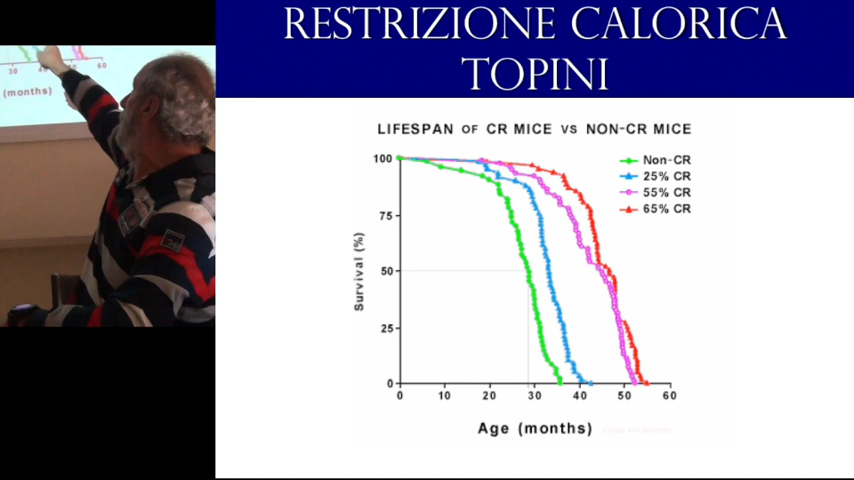 RESTRIZIONE CALORICA
TOPINI
LIFESPAN OF CR MICE VS NON-CR MICE
100
75
50
25
0
Survival (%)
Non-CR
25% CR
55% CR
65% CR
0 10 20 30 40 50 60
Age (months)
30
60
(months)